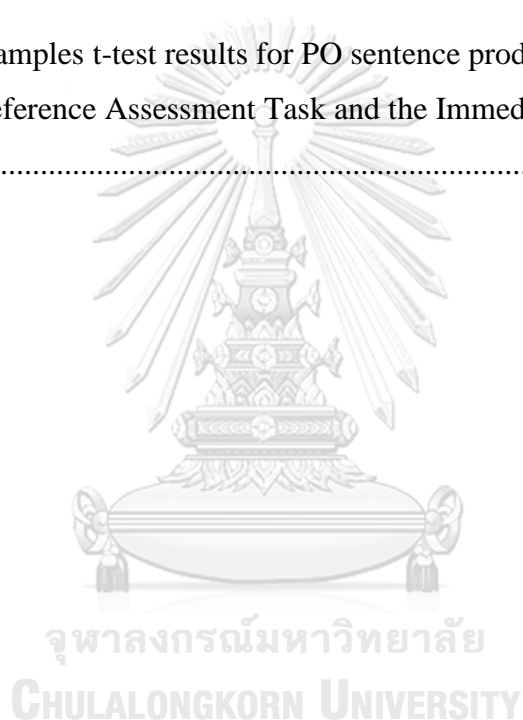 amples t-test results for PO sentence prod
eference Assessment Task and the Immed
................................................................................
จุฬาลงกรณ์มหาวิทยาลัย
CHULALONGKORN UNIVERSITY